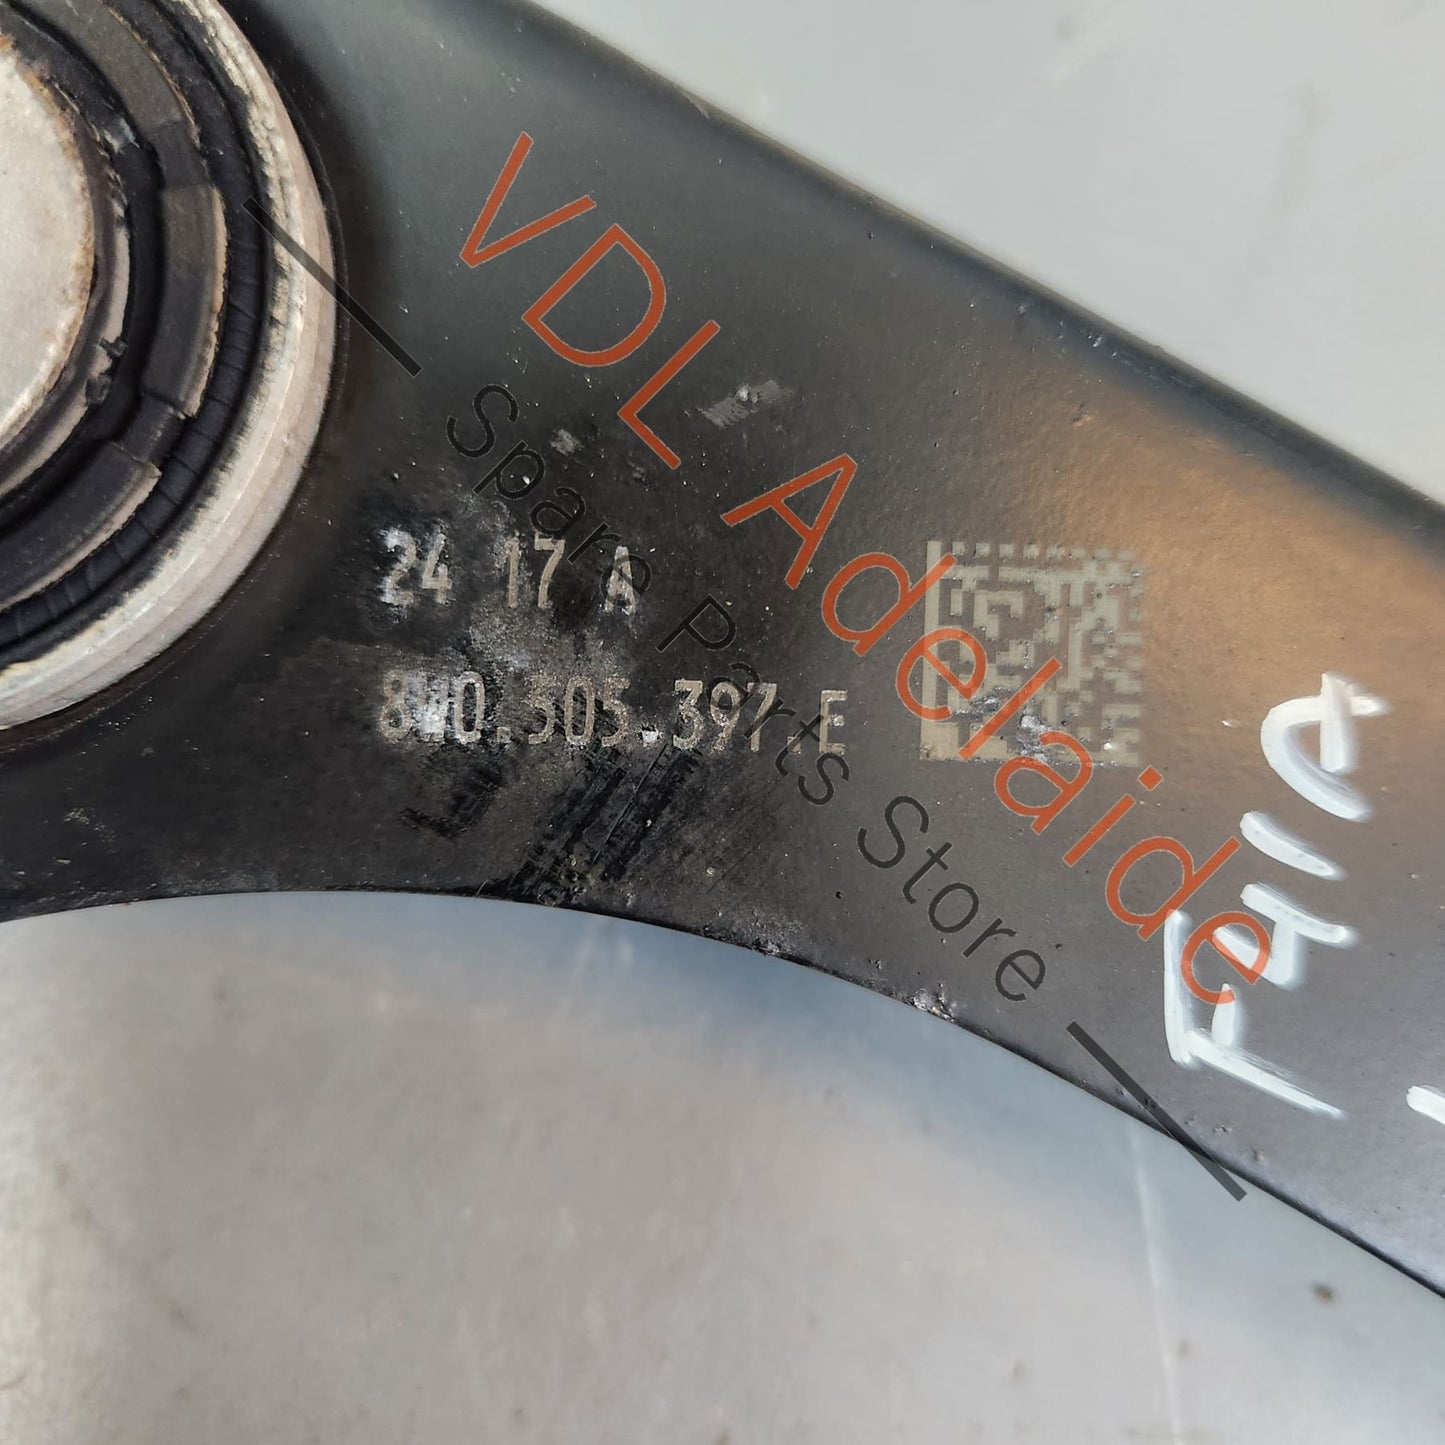 VDL Adelaide
Spare Parts Store
24 17 A
8W0.505.397.E